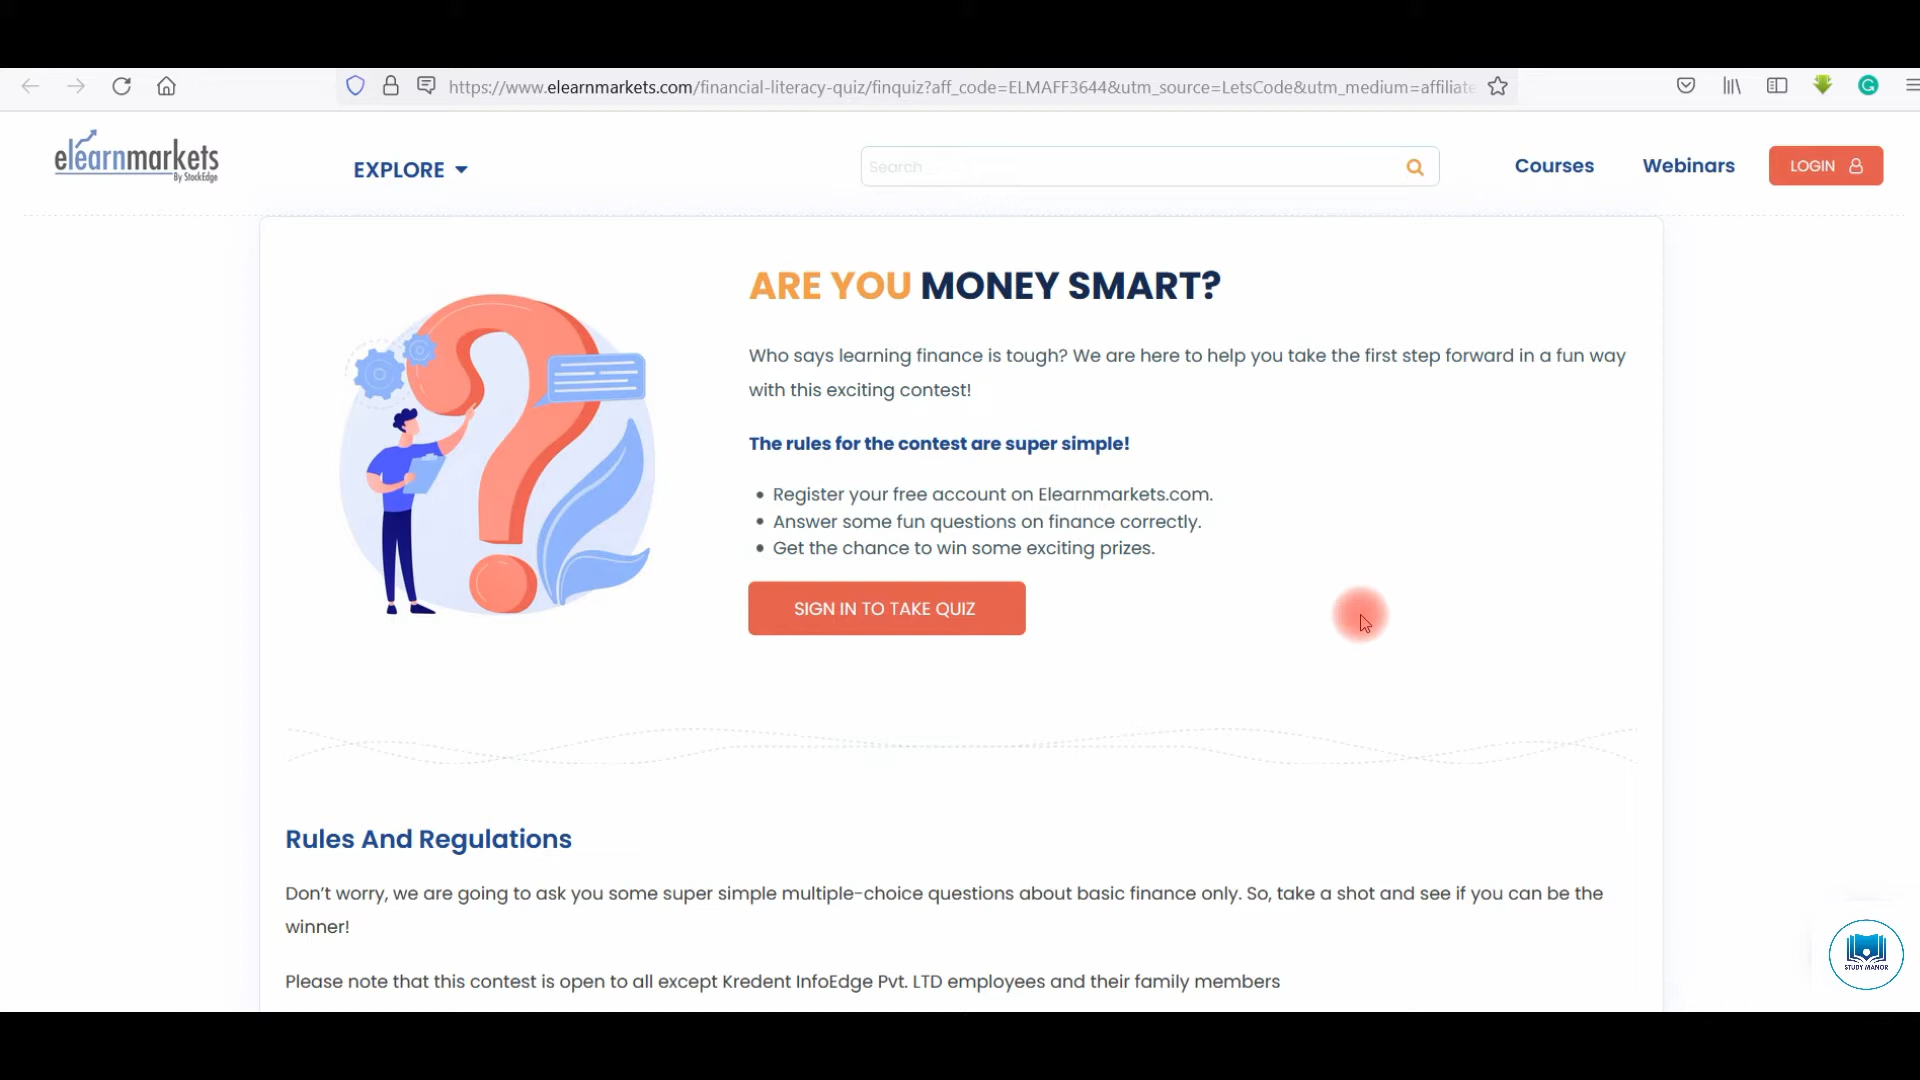 https://www.elearnmarkets.com/financial-literacy-quiz/finquiz?aff_code=ELMAFF3644&utm_source=LetsCode&utm_medium=affiliate
elearnmarkets
By StockEdge
EXPLORE
Search
Courses
Webinars
LOGIN
ARE YOU MONEY SMART?
Who says learning finance is tough? We are here to help you take the first step forward in a fun way
with this exciting contest!
The rules for the contest are super simple!
• Register your free account on Elearnmarkets.com.
• Answer some fun questions on finance correctly.
• Get the chance to win some exciting prizes.
SIGN IN TO TAKE QUIZ
Rules And Regulations
Don't worry, we are going to ask you some super simple multiple-choice questions about basic finance only. So, take a shot and see if you can be the
winner!
Please note that this contest is open to all except Kredent InfoEdge Pvt. LTD employees and their family members
STUDY MANOR